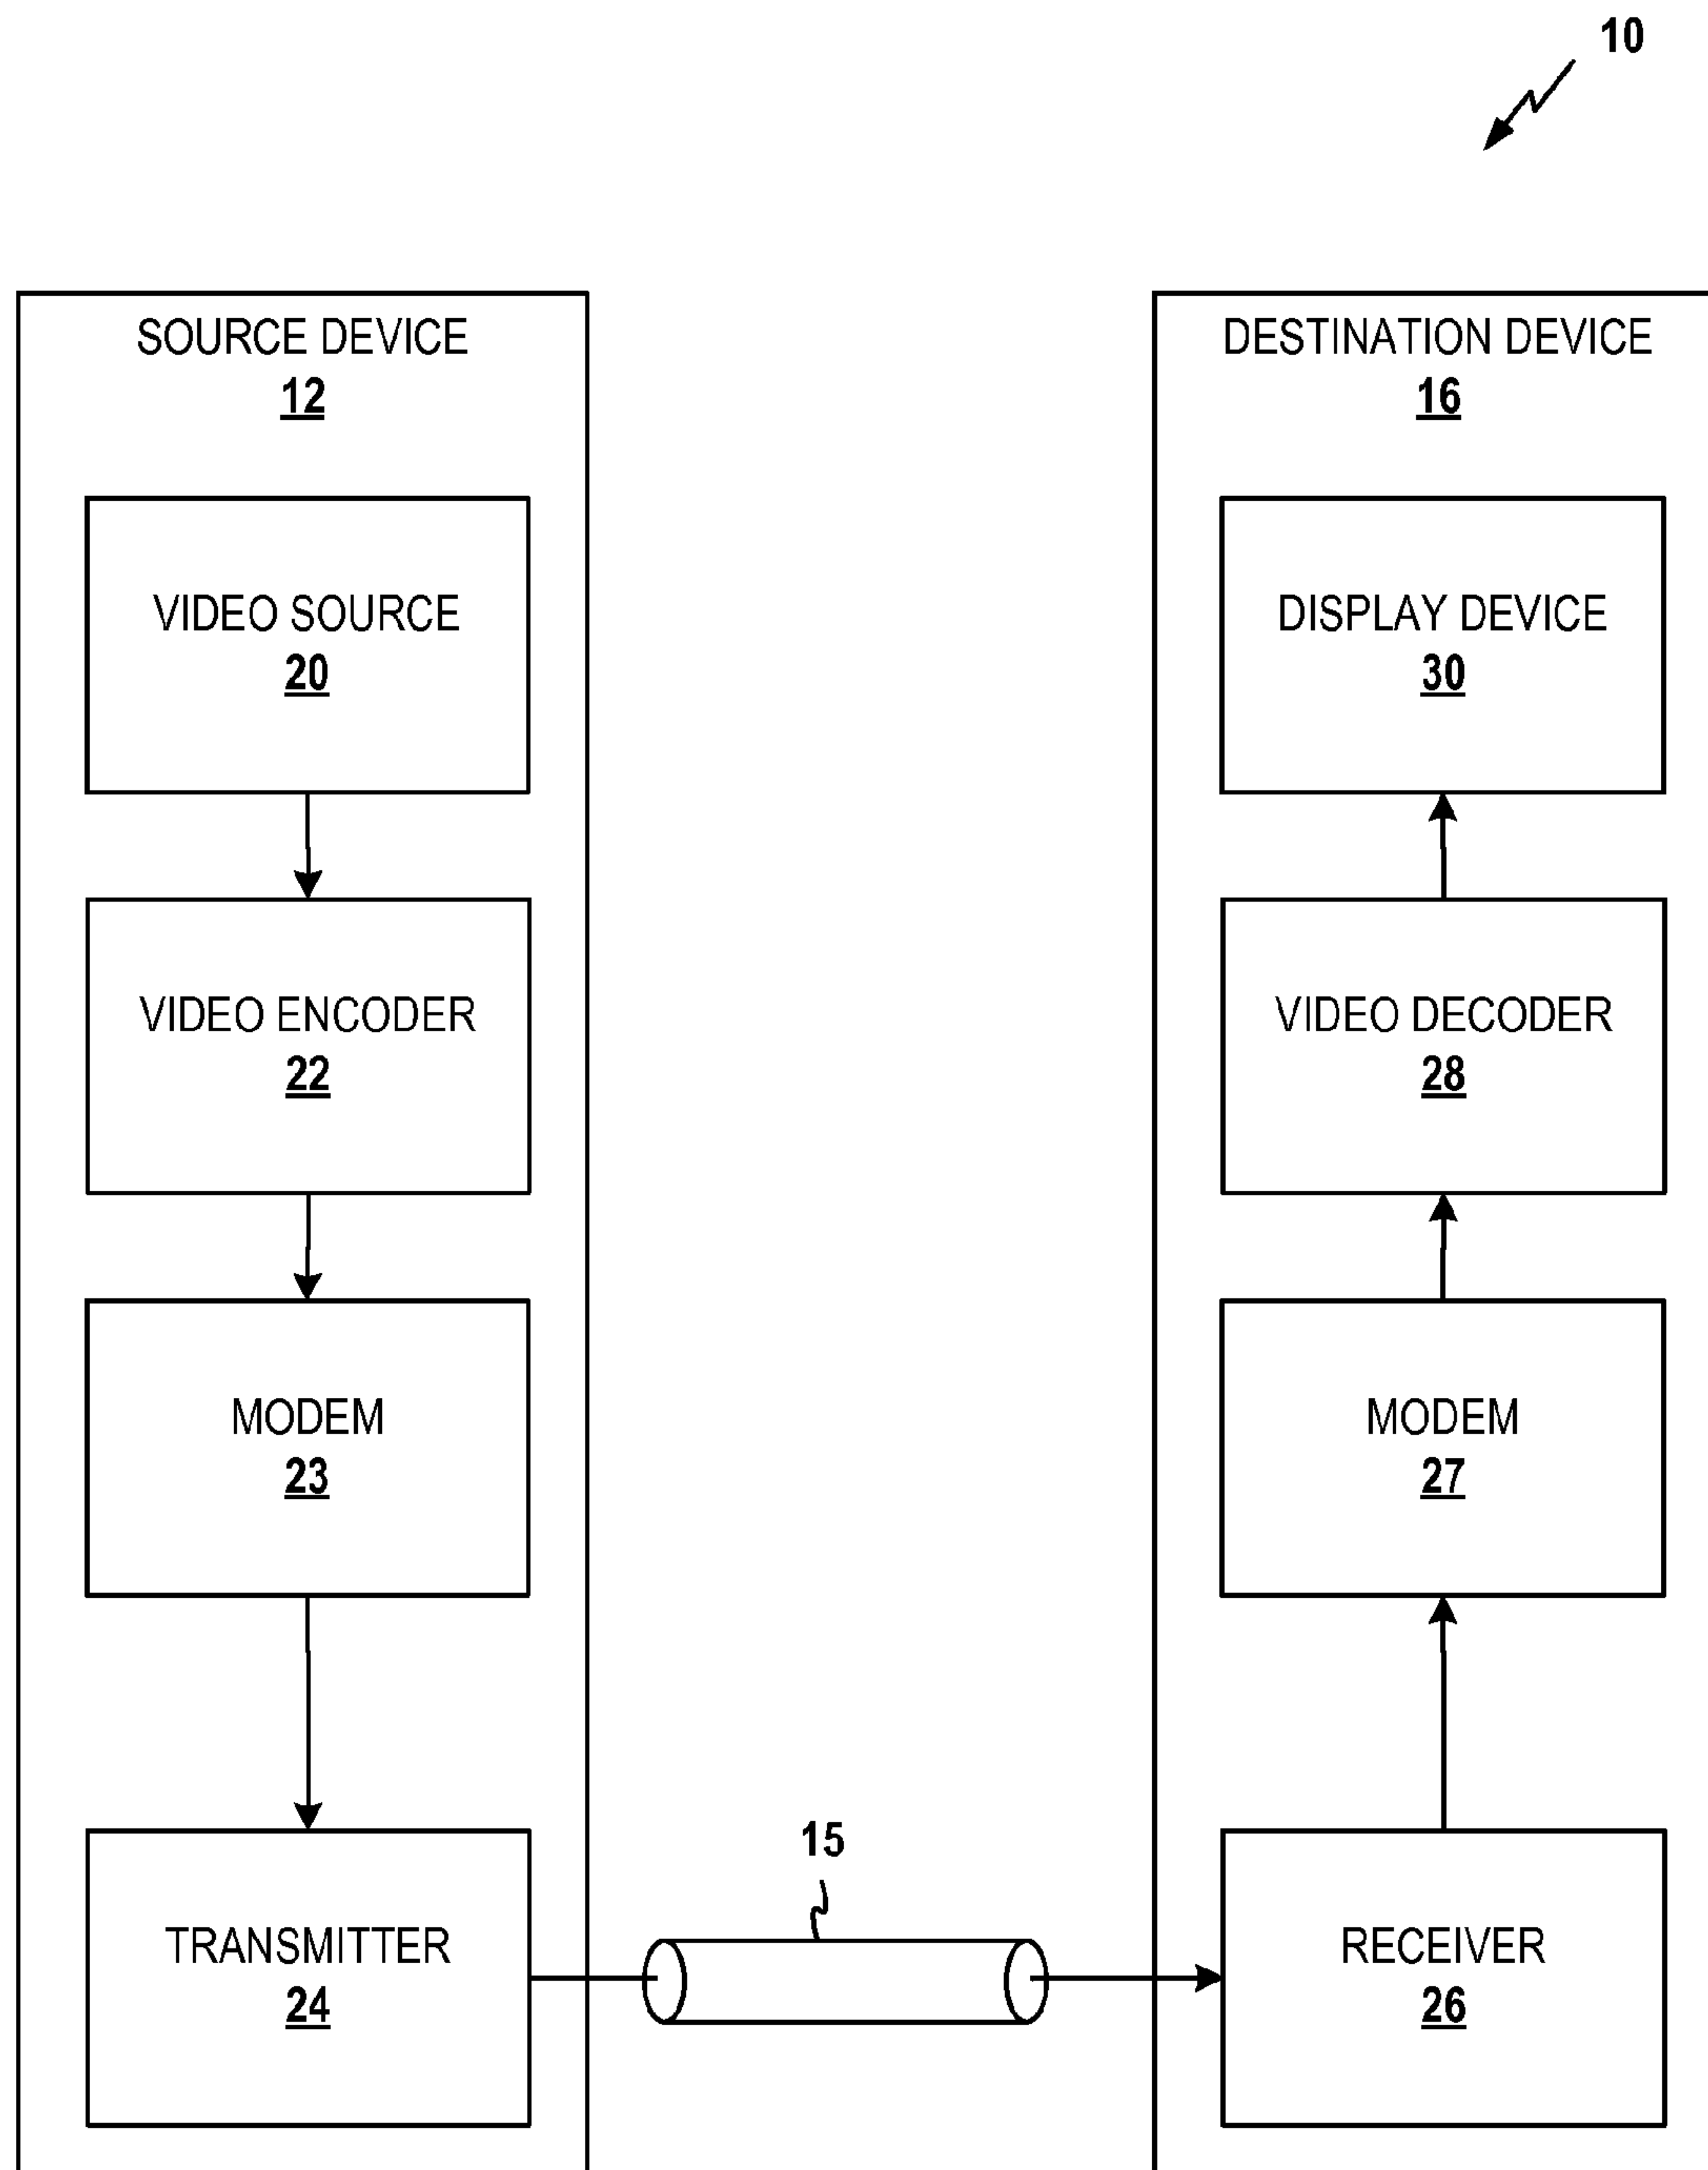 10
SOURCE DEVICE
12
VIDEO SOURCE
20
VIDEO ENCODER
22
MODEM
23
TRANSMITTER
24
15
DESTINATION DEVICE
16
DISPLAY DEVICE
30
VIDEO DECODER
28
MODEM
27
RECEIVER
26